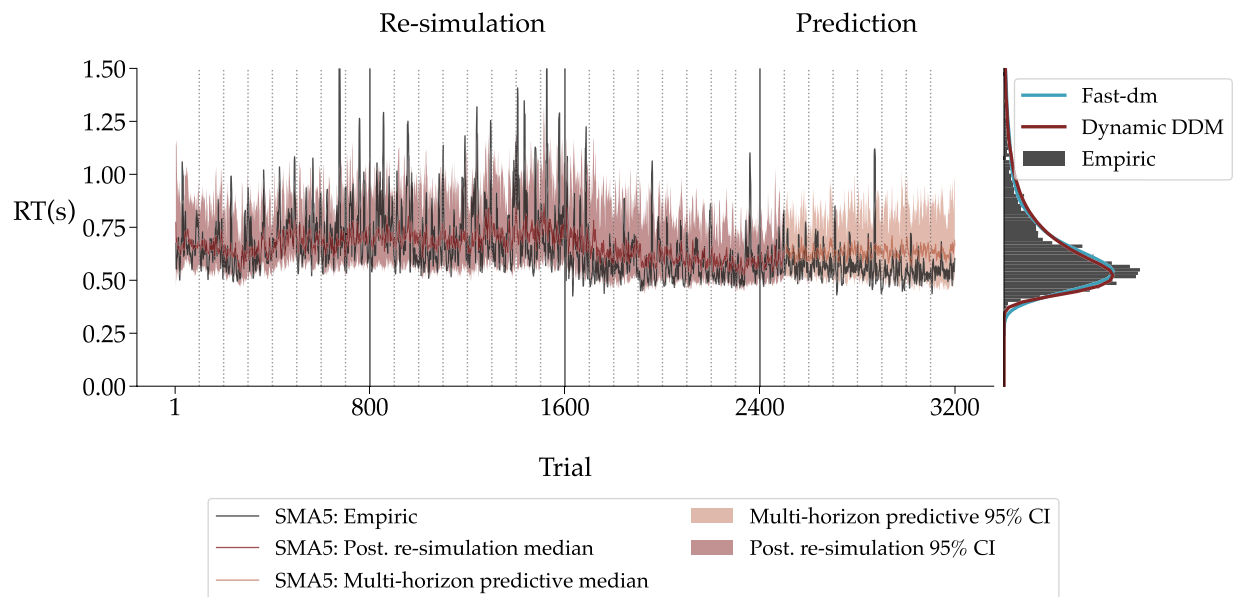 Re-simulation
Prediction
1.50
1.25
1.00
0.75
0.50
0.25
0.00
RT(s)
1
800
1600
2400
3200
Trial
Fast-dm
Dynamic DDM
Empiric
SMA5: Empiric
SMA5: Post. re-simulation median
SMA5: Multi-horizon predictive median
Multi-horizon predictive 95% CI
Post. re-simulation 95% CI